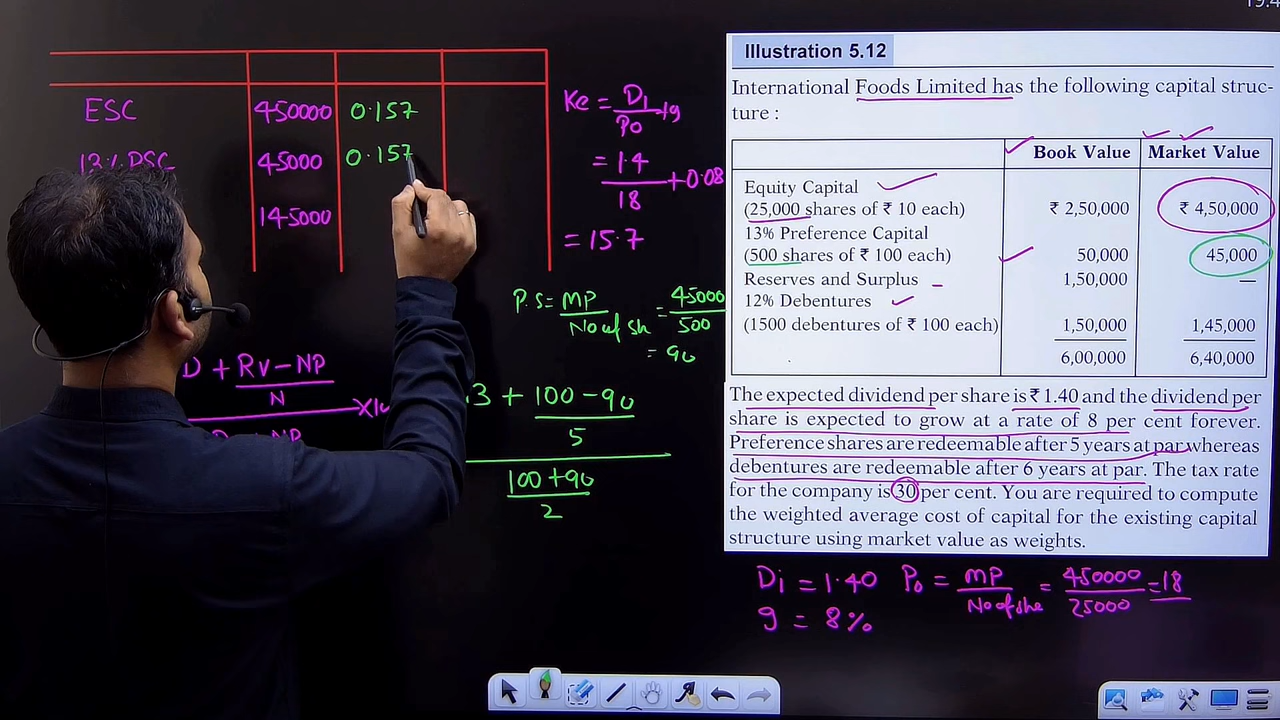 19.4
ESC 450000 0.157
13% PSC 45000 0.157
145000
Ke = D1/P0 + g
= 1.4/18 + 0.08
= 15.7
P.S = MP/No of sh = 45000/500
= 90
D + Rv-NP/N
×10
.3 + 100-90/5
100+90/2
Illustration 5.12
International Foods Limited has the following capital struc-
ture :
Book Value Market Value
Equity Capital
(25,000 shares of ₹ 10 each) ₹ 2,50,000 ₹ 4,50,000
13% Preference Capital
(500 shares of ₹ 100 each) 50,000 45,000
Reserves and Surplus 1,50,000 —
12% Debentures
(1500 debentures of ₹ 100 each) 1,50,000 1,45,000
6,00,000 6,40,000
The expected dividend per share is ₹ 1.40 and the dividend per
share is expected to grow at a rate of 8 per cent forever.
Preference shares are redeemable after 5 years at par whereas
debentures are redeemable after 6 years at par. The tax rate
for the company is 30 per cent. You are required to compute
the weighted average cost of capital for the existing capital
structure using market value as weights.
Di = 1.40 P0 = MP/No of she = 450000/25000 = 18
g = 8%